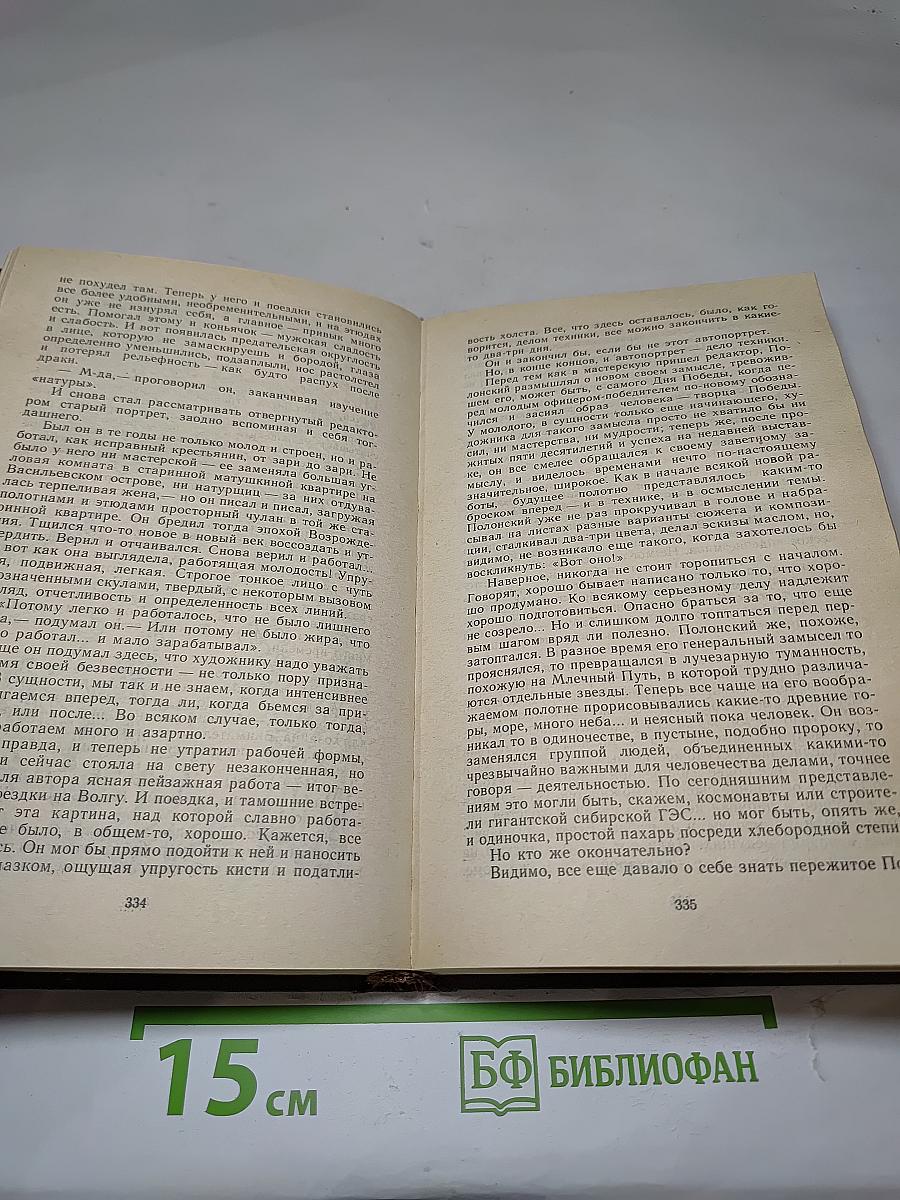 не похудел там. Теперь у него и поездки становились
все более удобными, необременительными, и на этюдах
он уже не изнурял себя, а главное — привык много
есть. Помогал этому и коньячок — мужская сладость
и слабость. И вот появилась предательская округлость
в лице, которую не замаскируешь и бородой, глаза
определенно уменьшились, подзаплыли, нос растолстел
и потерял рельефность — как будто распух после
драки.
— М-да,— проговорил он, заканчивая изучение
«натуры».
И снова стал рассматривать отвергнутый редакто-
ром старый портрет, заодно вспоминая и себя тог-
дашнего.
Был он в те годы не только молод и строен, но и ра-
ботал, как исправный крестьянин, от зари до зари. Не
было у него ни мастерской — ее заменяла большая уг-
ловая комната в старинной матушкиной квартире на
Васильевском острове, ни натурщиц — за них отдува-
лась терпеливая жена,— но он писал и писал, загружая
полотнами и этюдами просторный чулан в той же ста-
ринной квартире. Он бредил тогда эпохой Возрожде-
ния. Тщился что-то новое в новый век воссоздать и ут-
ердить. Верил и отчаивался. Снова верил и работал...
вот как она выглядела, работящая молодость! Упру-
я, подвижная, легкая. Строгое тонкое лицо с чуть
означенными скулами, твердый, с некоторым вызовом
ляд, отчетливость и определенность всех линий.
«Потому легко и работалось, что не было лишнего
а,— подумал он.— Или потому не было жира, что
о работал... и мало зарабатывал».
ще он подумал здесь, что художнику надо уважать
мя своей безвестности — не только пору призна-
В сущности, мы так и не знаем, когда интенсивнее
игаемся вперед, тогда ли, когда бьемся за при-
, или после... Во всяком случае, только тогда,
работаем много и азартно.
правда, и теперь не утратил рабочей формы,
и сейчас стояла на свету незаконченная, но
ля автора ясная пейзажная работа — итог ве-
оездки на Волгу. И поездка, и тамошние встре-
т эта картина, над которой славно работа-
е было, в общем-то, хорошо. Кажется, все
сь. Он мог бы прямо подойти к ней и наносить
мазком, ощущая упругость кисти и податли-
334
вость холста. Все, что здесь оставалось, было, как го-
ворится, делом техники, все можно закончить в какие-
то два-три дня.
Он и закончил бы, если бы не этот автопортрет.
Но, в конце концов, и автопортрет — дело техники.
Перед тем как в мастерскую пришел редактор, По-
лонский размышлял о новом своем замысле, тревожив-
шем его, может быть, с самого Дня Победы, когда пе-
ред молодым офицером-победителем по-новому обозна-
чился и засиял образ человека — творца Победы.
У молодого, в сущности только еще начинающего, ху-
дожника для такого замысла просто не хватило бы ни
сил, ни мастерства, ни мудрости; теперь же, после про-
житых пяти десятилетий и успеха на недавней выстав-
ке, он все смелее обращался к своему заветному за-
мыслу, и виделось временами нечто по-настоящему
значительное, широкое. Как в начале всякой новой ра-
боты, будущее полотно представлялось каким-то
броском вперед — и в технике, и в осмыслении темы.
Полонский уже не раз прокручивал в голове и набра-
сывал на листах разные варианты сюжета и компози-
ции, сталкивал два-три цвета, делал эскизы маслом, но,
видимо, не возникало еще такого, когда захотелом бы
воскликнуть: «Вот оно!»
Наверное, никогда не стоит торопиться с началом.
Говорят, хорошо бывает написано только то, что хоро-
шо продумано. Ко всякому серьезному делу надлежит
хорошо подготовиться. Опасно браться за то, что еще
не созрело... Но и слишком долго топтаться перед пер-
вым шагом вряд ли полезно. Полонский же, похоже,
затоптался. В разное время его генеральный замысел то
прояснялся, то превращался в лучезарную туманность,
похожую на Млечный Путь, в которой трудно различа-
ются отдельные звезды. Теперь все чаще на его вообра-
жаемом полотне прорисовывались какие-то древние го-
ры, море, много неба... и неясный пока человек. Он воз-
никал то в одиночестве, в пустыне, подобно пророку, то
заменялся группой людей, объединенных какими-то
чрезвычайно важными для человечества делами, точнее
говоря — деятельностью. По сегодняшним представле-
ниям это могли быть, скажем, космонавты или строите-
ли гигантской сибирской ГЭС... но мог быть, опять же,
и одиночка, простой пахарь посреди хлебородной степи
Но кто же окончательно?
Видимо, все еще давало о себе знать пережитое По
335
15 см
БФ БИБЛИОФАН